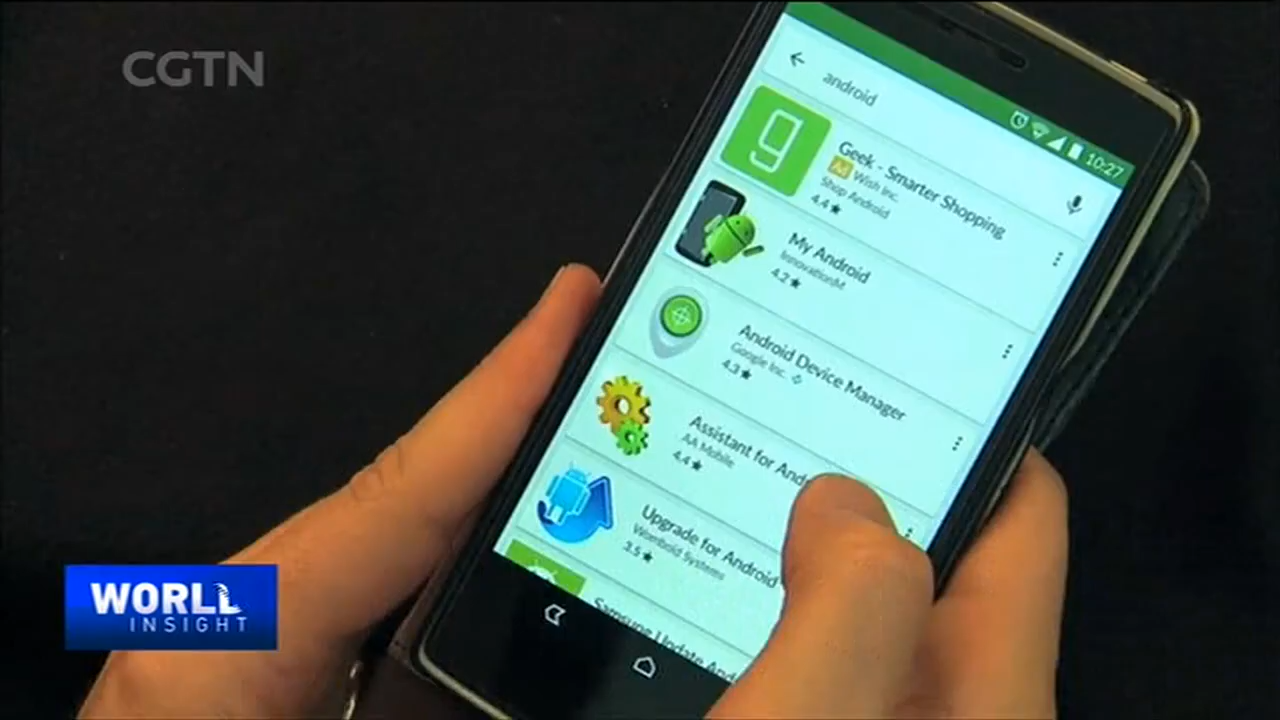 CGTN
10:27
android
Geek - Smarter Shopping
Ad Wish Inc.
Shop Android
4.4★
My Android
InnovationM
4.2★
Android Device Manager
Google Inc.
4.3★
Assistant for Andr
AA Mobile
4.4★
Upgrade for Android
Wombold Systems
3.5★
Samsung Update And
WORLD
INSIGHT